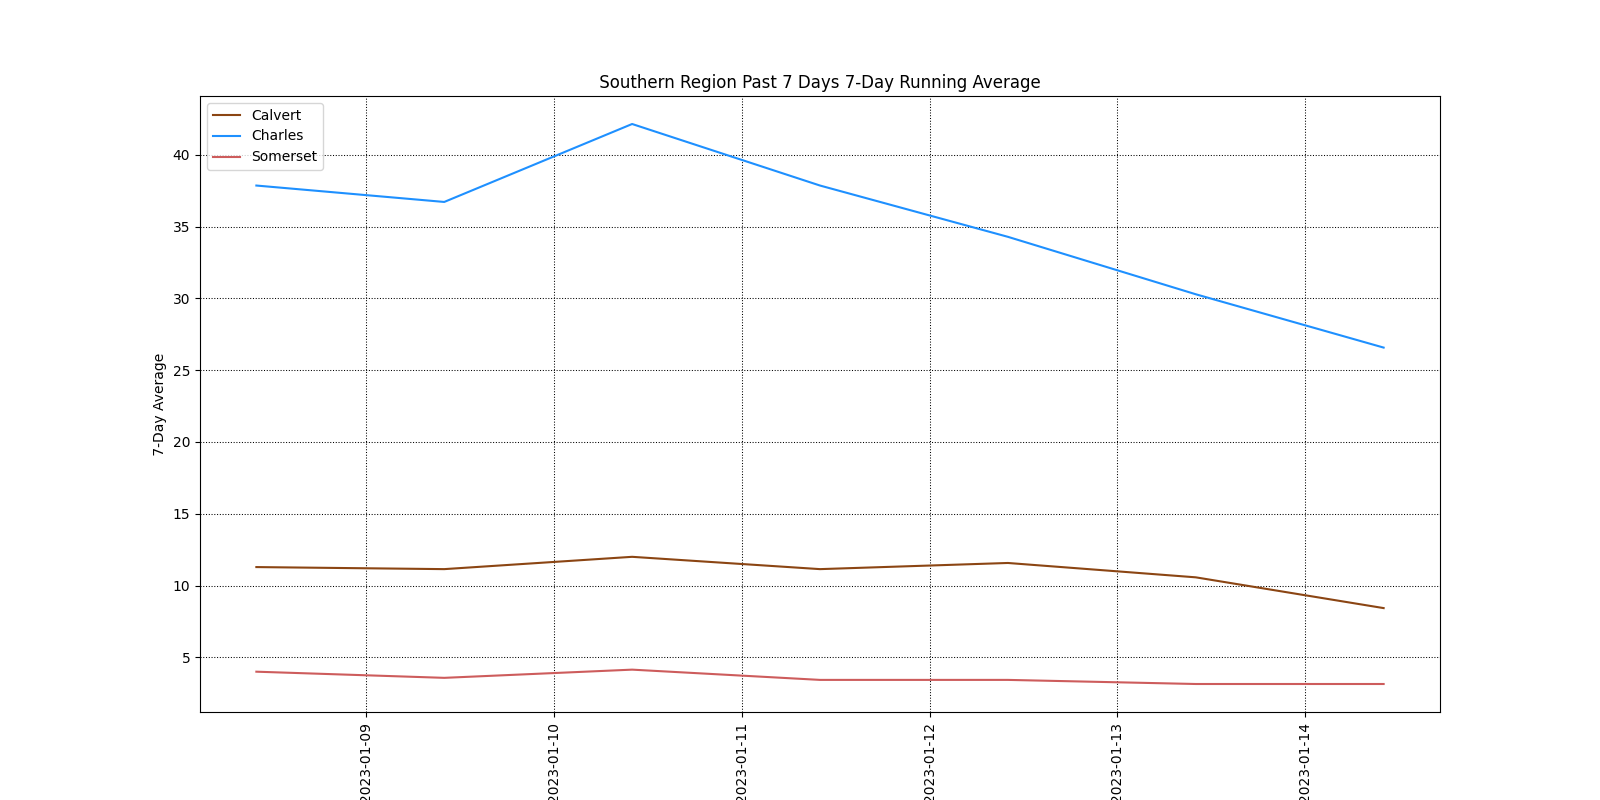 Southern Region Past 7 Days 7-Day Running Average
Calvert
Charles
Somerset
7-Day Average
40
35
30
25
20
15
10
5
2023-01-09
2023-01-10
2023-01-11
2023-01-12
2023-01-13
2023-01-14